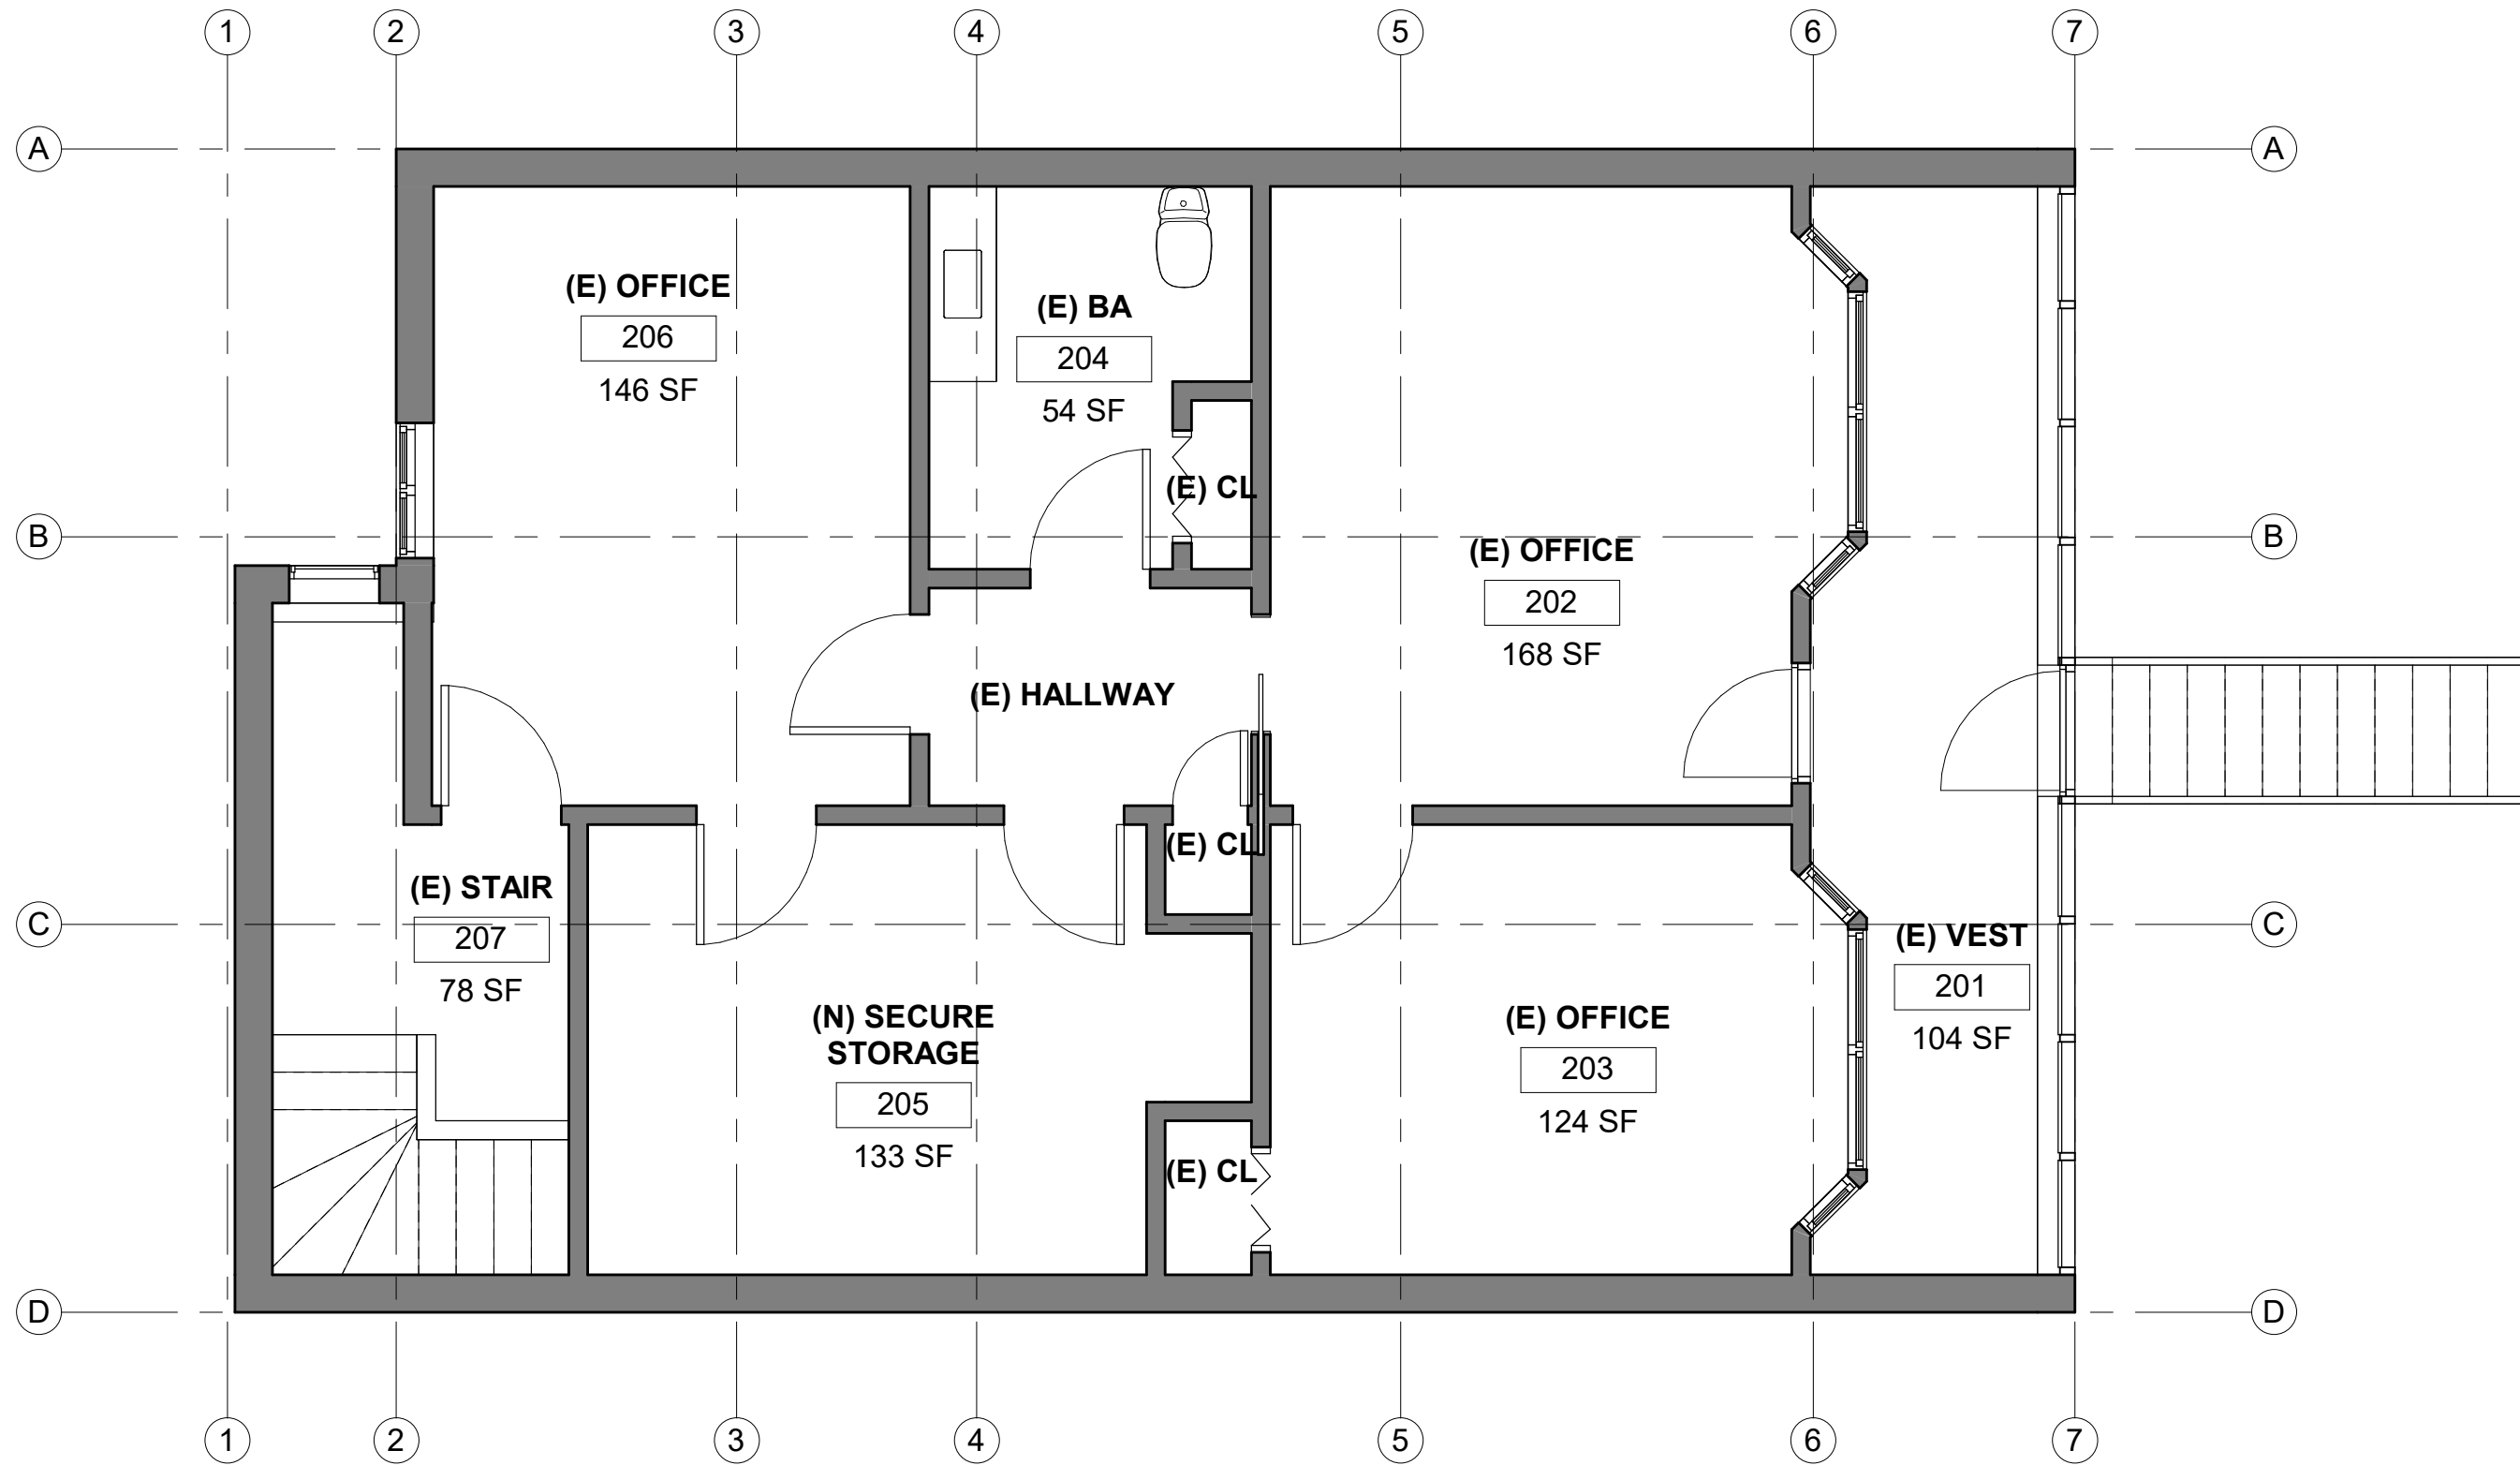 1 2 3 4 5 6 7
A A
(E) OFFICE
206
146 SF
(E) BA
204
54 SF
(E) CL
B B
(E) OFFICE
202
168 SF
(E) HALLWAY
(E) CL
(E) STAIR
207
78 SF
C C
(E) VEST
201
104 SF
(N) SECURE
STORAGE
205
133 SF
(E) OFFICE
203
124 SF
(E) CL
D D
1 2 3 4 5 6 7